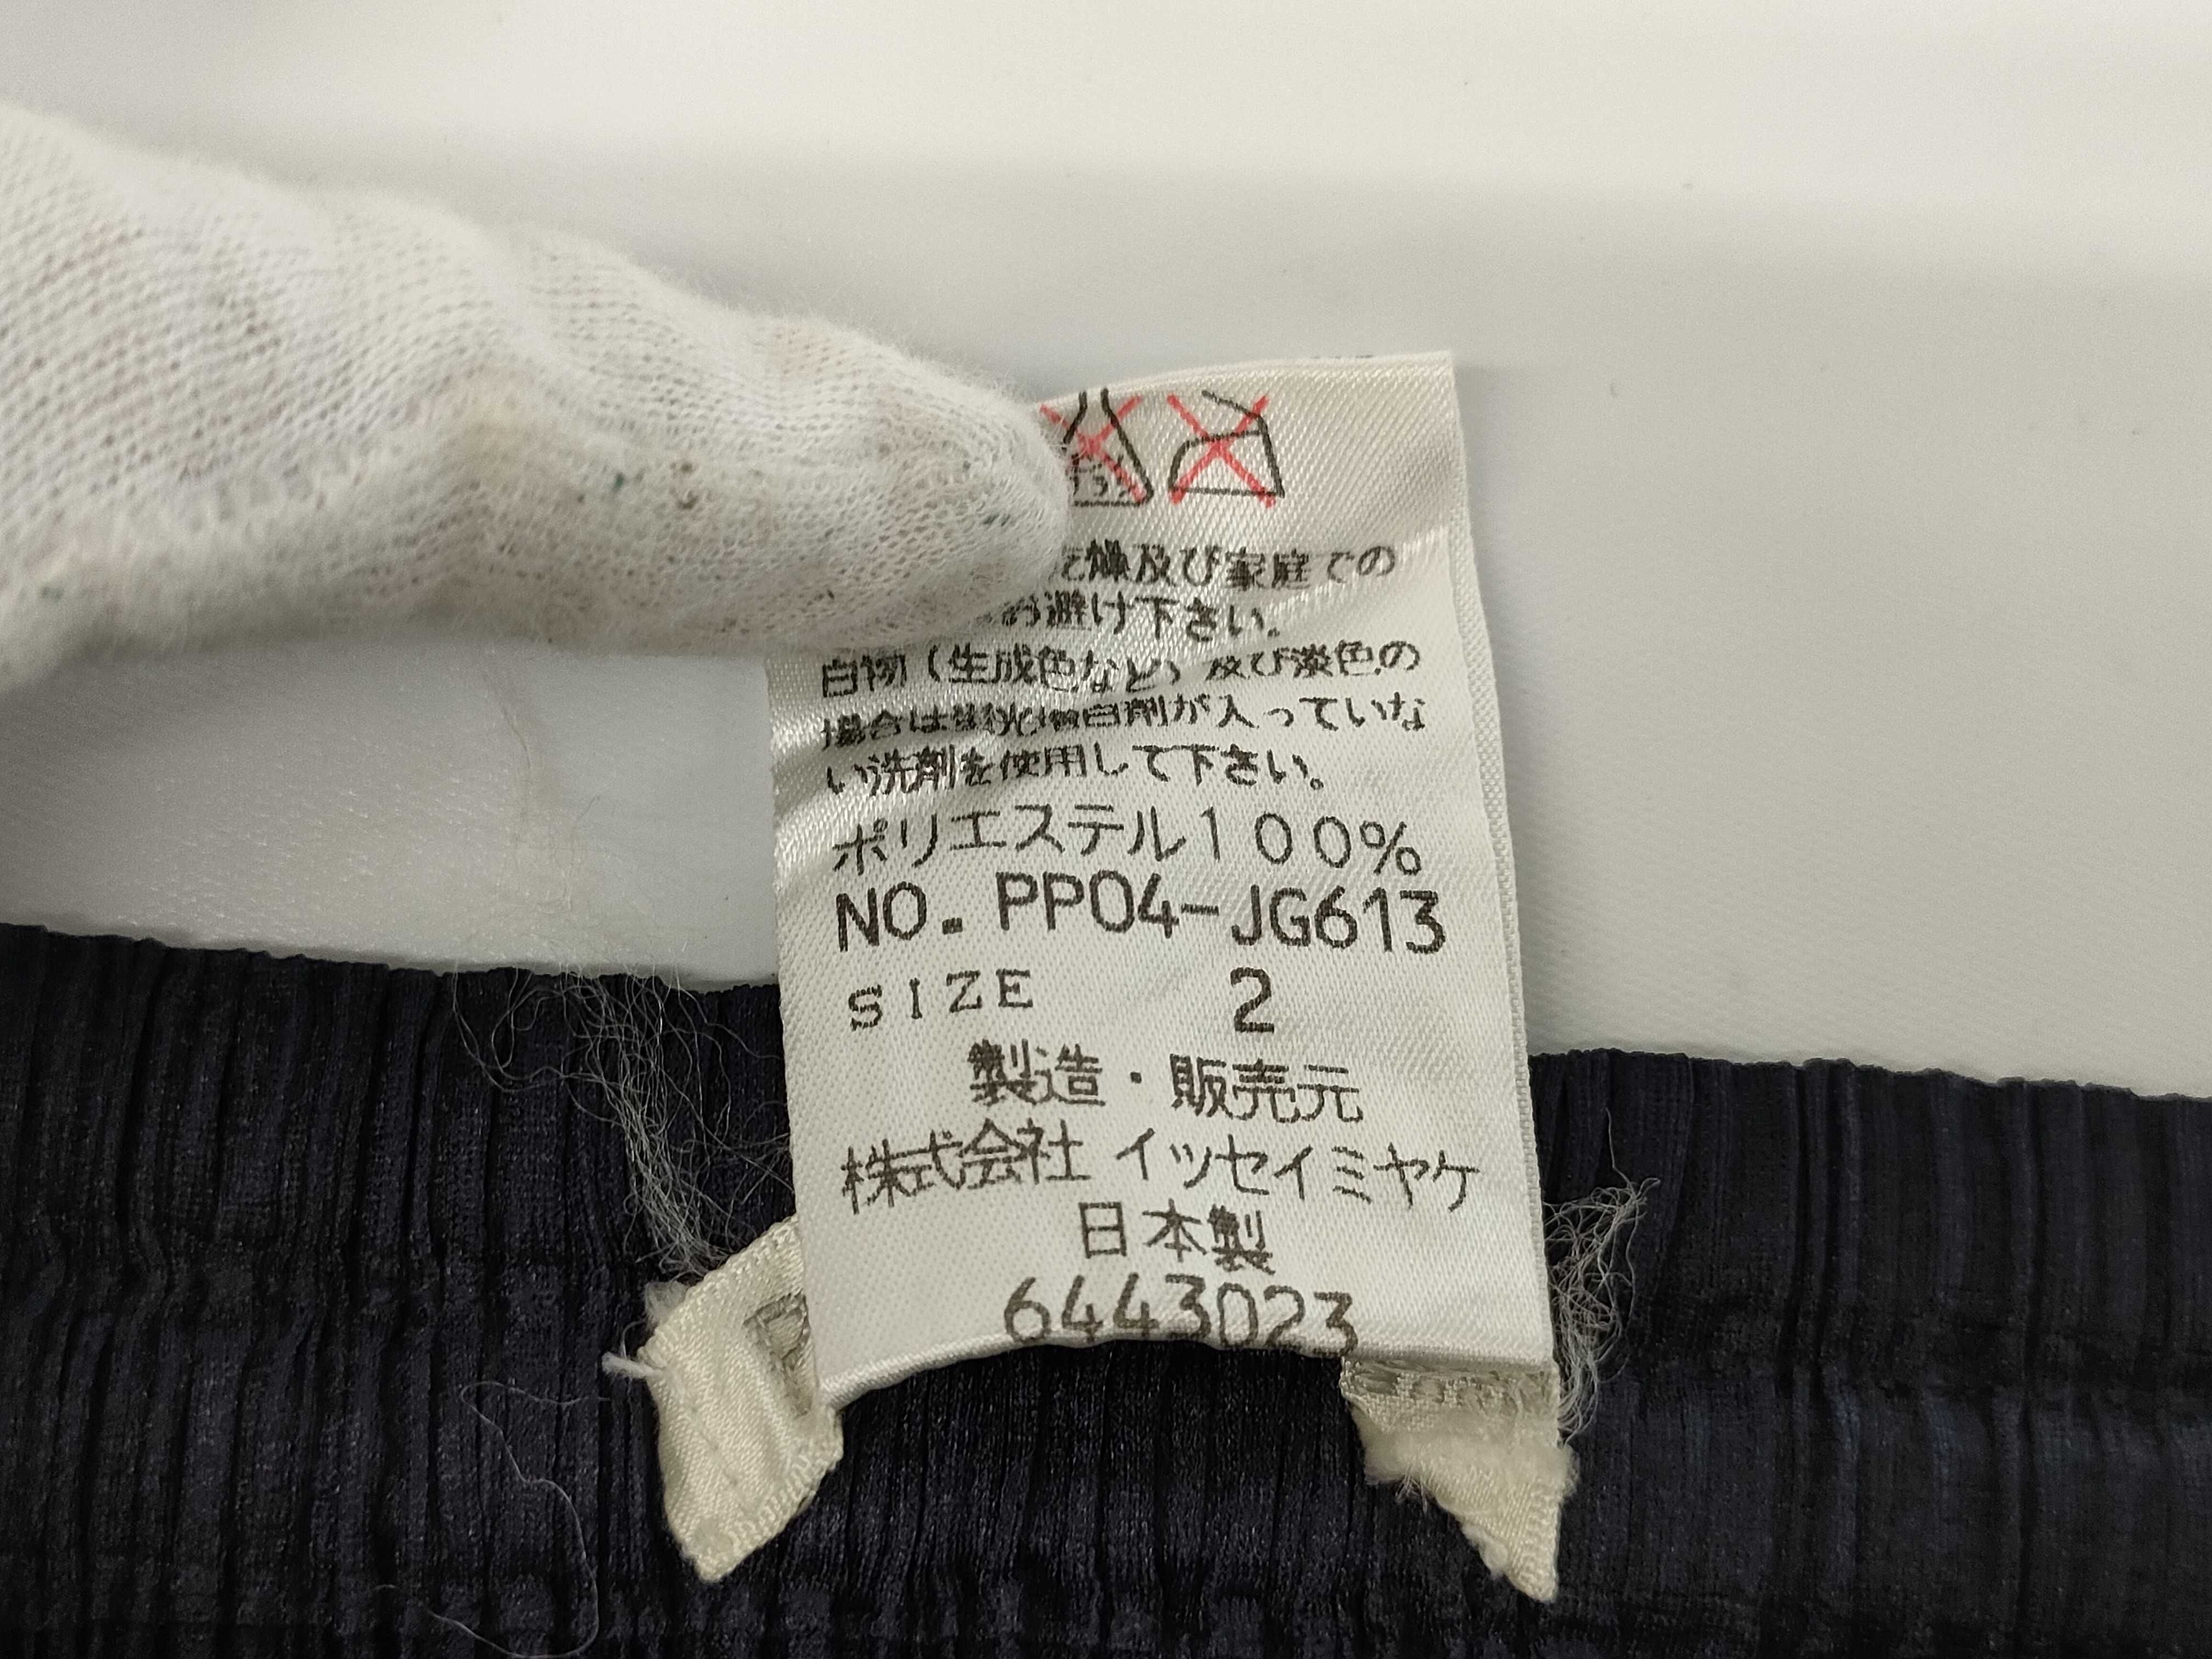 燥及び家庭での
お避け下さい。
白物(生成色など)及び淡色の
場合は蛍光増白剤が入っていな
い洗剤を使用して下さい。
ポリエステル100%
NO. PP04-JG613
SIZE 2
製造・販売元
株式会社 イッセイミヤケ
日本製
6443023